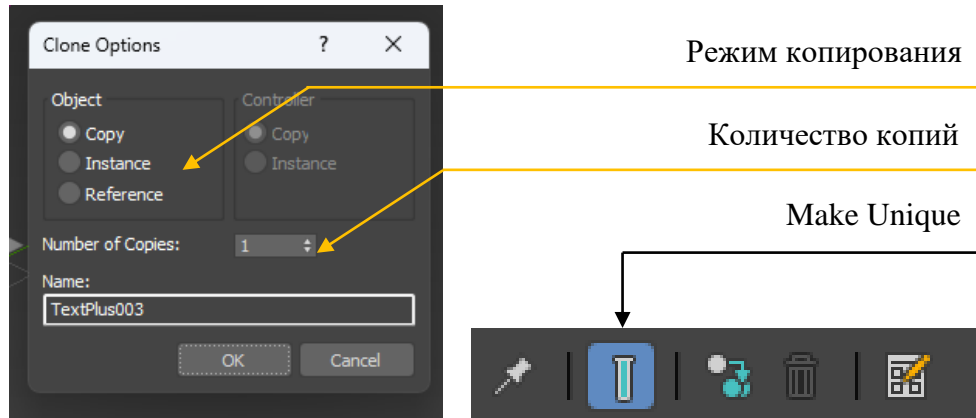 Clone Options ?
Object
Controller
Copy
Copy
Instance
Instance
Reference
Number of Copies: 1
Name:
TextPlus003
OK Cancel
Режим копирования
Количество копий
Make Unique